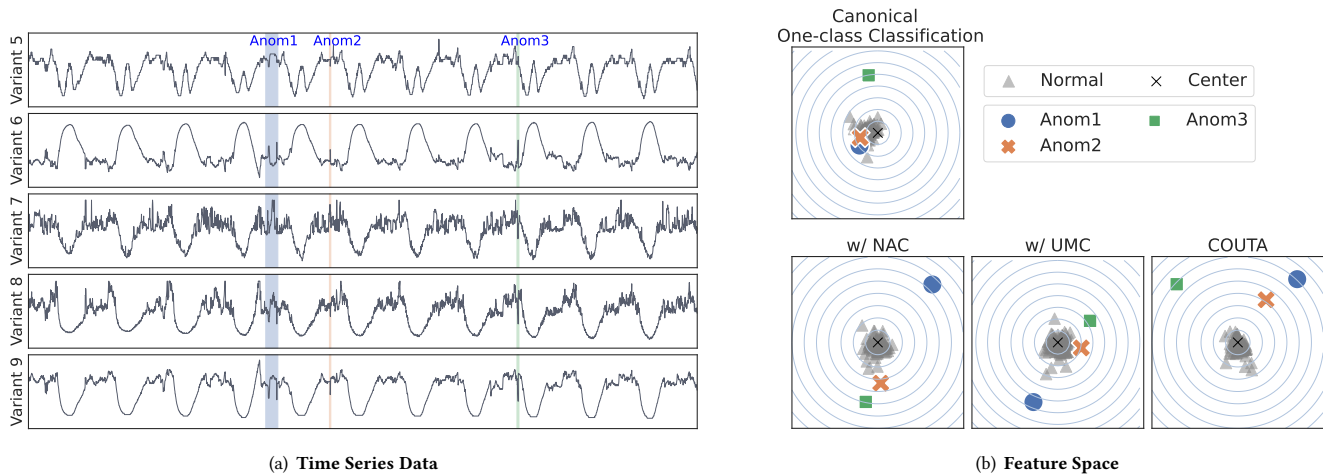 Variant 5
Variant 6
Variant 7
Variant 8
Variant 9
Anom1
Anom2
Anom3
(a) Time Series Data
Canonical
One-class Classification
Normal
Center
Anom1
Anom3
Anom2
w/ NAC
w/ UMC
COUTA
(b) Feature Space